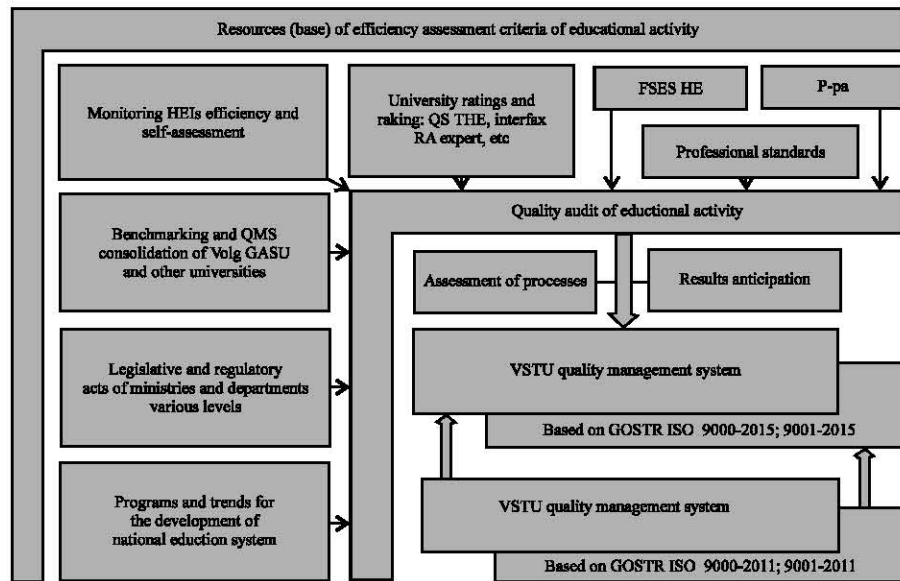 Resources (base) of efficiency assessment criteria of educational activity
Monitoring HEIs efficiency and
self-assessment
University ratings and
raking: QS THE, interfax
RA expert, etc
FSES HE
P-pa
Professional standards
Quality audit of eductional activity
Benchmarking and QMS
consolidation of Volg GASU
and other universities
Assessment of processes
Results anticipation
Legislative and regulatory
acts of ministries and departments
various levels
VSTU quality management system
Based on GOSTR ISO 9000-2015; 9001-2015
Programs and trends for
the development of
national eduction system
VSTU quality management system
Based on GOSTR ISO 9000-2011; 9001-2011